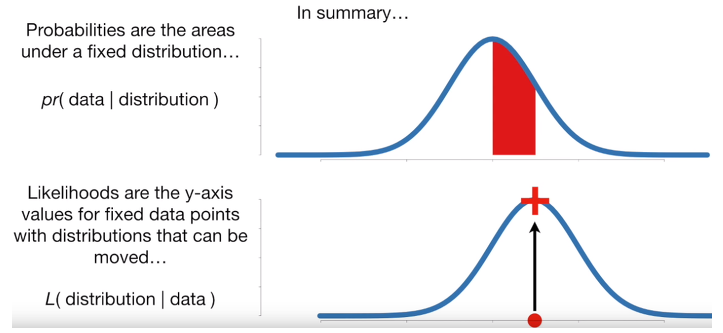 In summary…
Probabilities are the areas
under a fixed distribution…
pr( data | distribution )
Likelihoods are the y-axis
values for fixed data points
with distributions that can be
moved…
L( distribution | data )